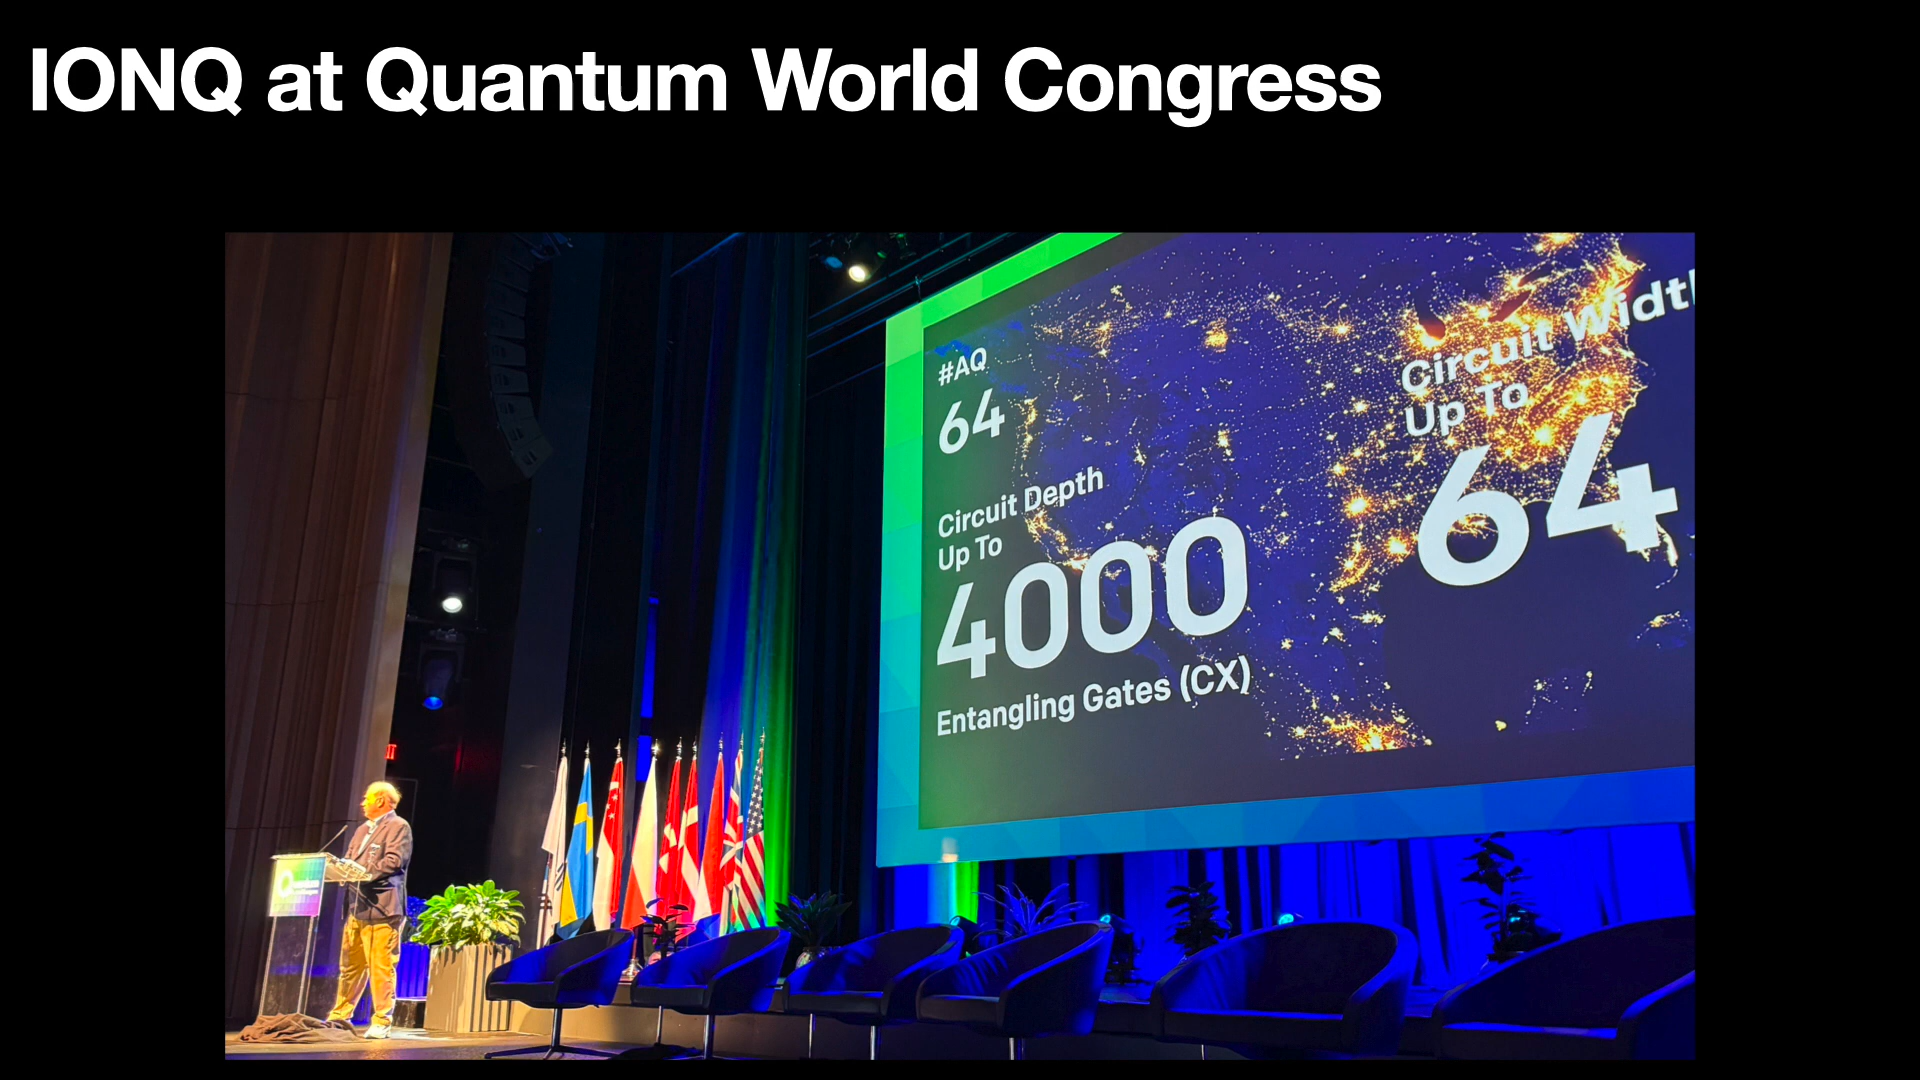 IONQ at Quantum World Congress
#AQ
64
Circuit Depth
Up To
4000
Entangling Gates (CX)
Circuit Width
Up To
64